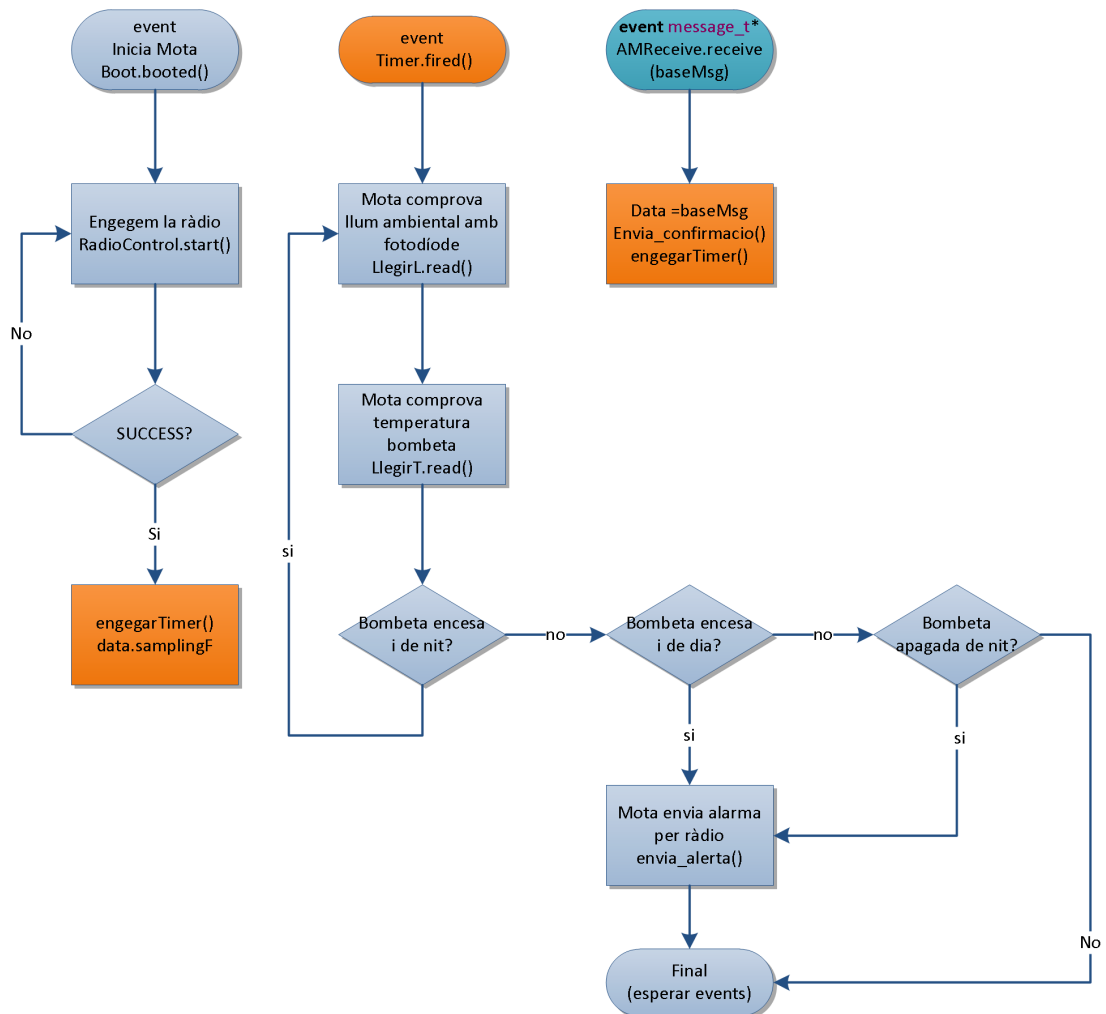 event
Inicia Mota
Boot.booted()
Engegem la ràdio
RadioControl.start()
No
SUCCESS?
Si
engegarTimer()
data.samplingF
event
Timer.fired()
Mota comprova
llum ambiental amb
fotodíode
LlegirL.read()
Mota comprova
temperatura
bombeta
LlegirT.read()
si
Bombeta encesa
i de nit?
no
Bombeta encesa
i de dia?
no
Bombeta
apagada de nit?
si
si
Mota envia alarma
per ràdio
envia_alerta()
No
Final
(esperar events)
event message_t*
AMReceive.receive
(baseMsg)
Data =baseMsg
Envia_confirmacio()
engegarTimer()